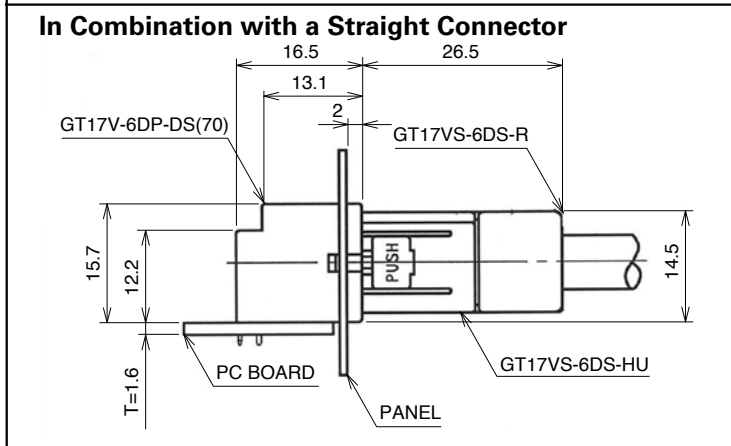 In Combination with a Straight Connector
16.5
26.5
13.1
2
GT17V-6DP-DS(70)
GT17VS-6DS-R
15.7
12.2
PUSH
14.5
T=1.6
PC BOARD
GT17VS-6DS-HU
PANEL